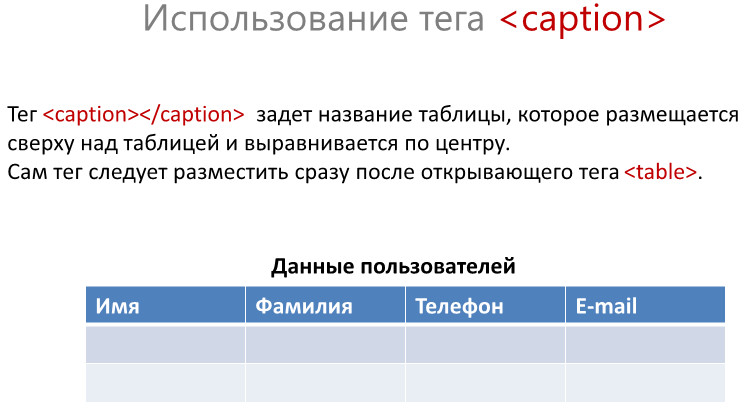 Использование тега <caption>
Тег <caption></caption> задет название таблицы, которое размещается
сверху над таблицей и выравнивается по центру.
Сам тег следует разместить сразу после открывающего тега <table>.
Данные пользователей
Имя Фамилия Телефон E-mail